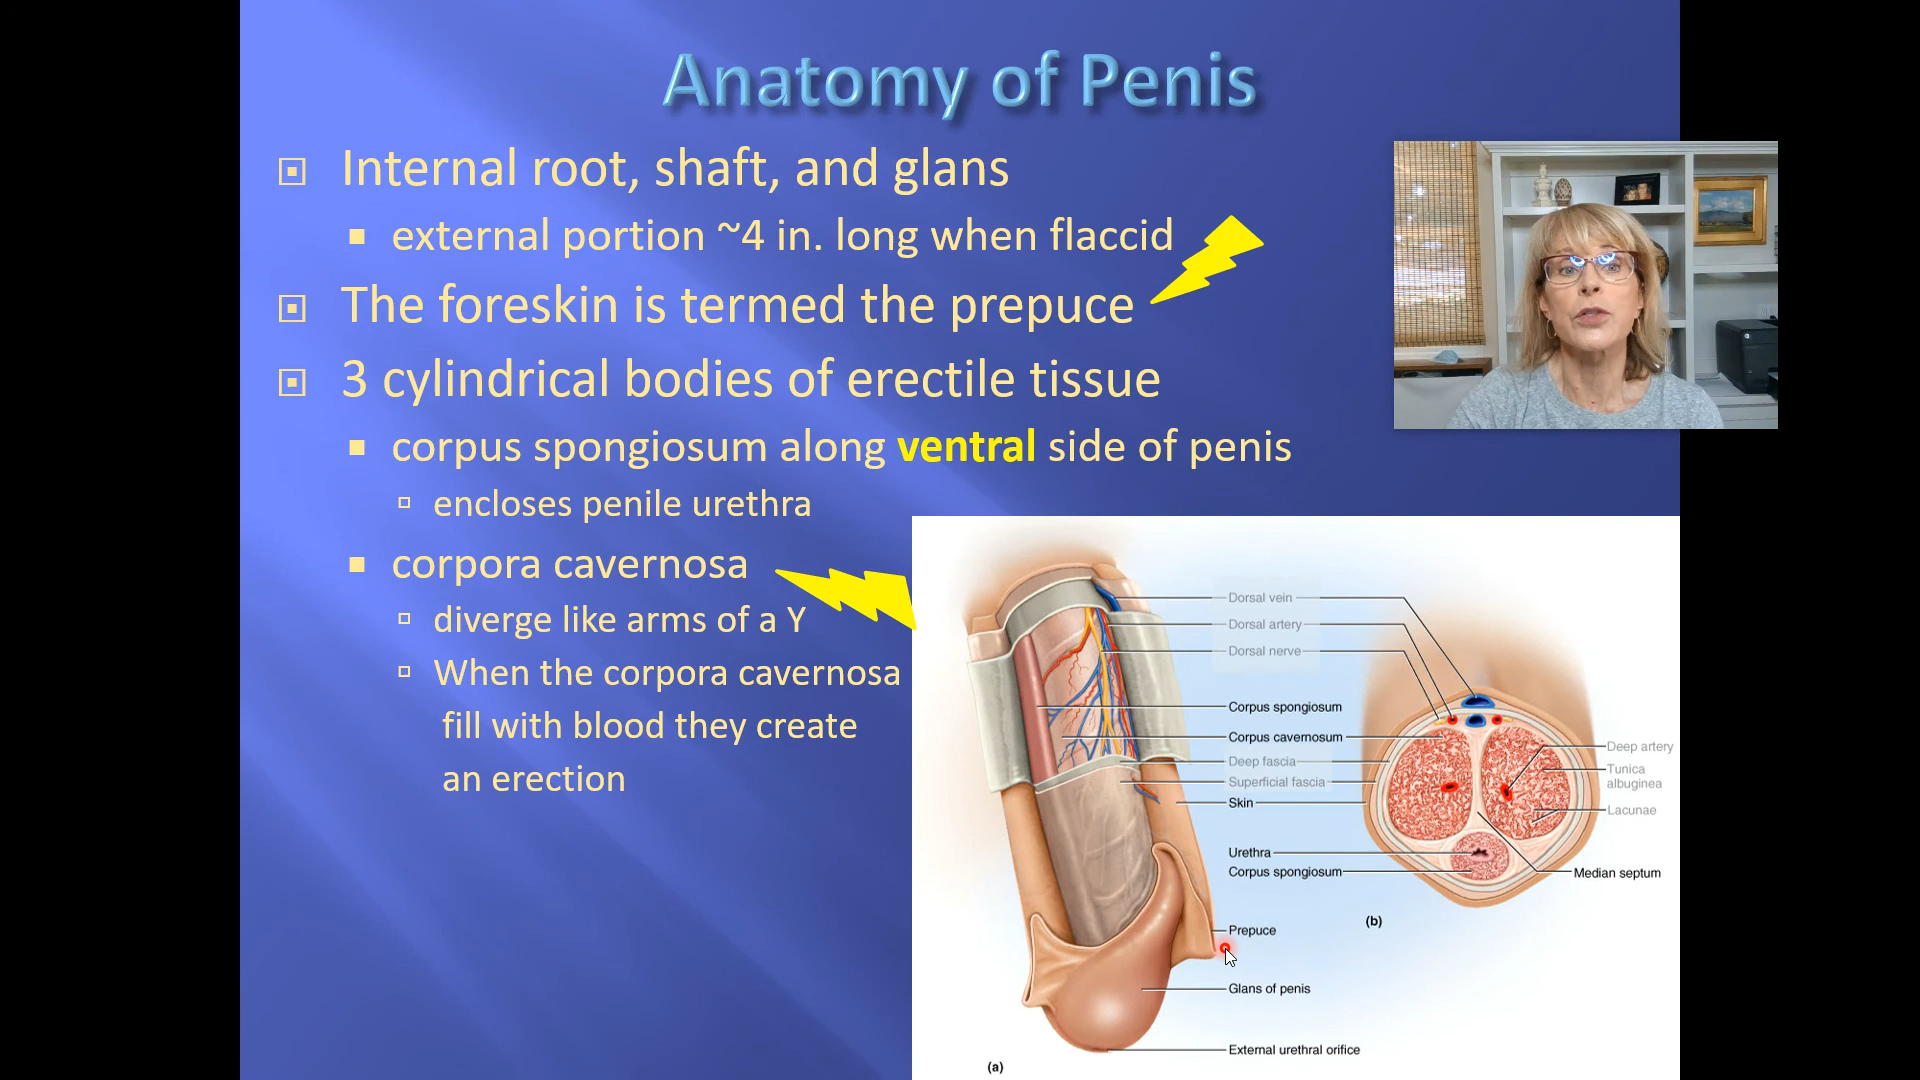 Anatomy of Penis
Internal root, shaft, and glans
external portion ~4 in. long when flaccid
The foreskin is termed the prepuce
3 cylindrical bodies of erectile tissue
corpus spongiosum along ventral side of penis
encloses penile urethra
corpora cavernosa
diverge like arms of a Y
When the corpora cavernosa
fill with blood they create
an erection
Dorsal vein
Dorsal artery
Dorsal nerve
Corpus spongiosum
Corpus cavernosum
Deep fascia
Superficial fascia
Skin
Urethra
Corpus spongiosum
Prepuce
Glans of penis
External urethral orifice
(a)
Deep artery
Tunica
albuginea
Lacunae
Median septum
(b)